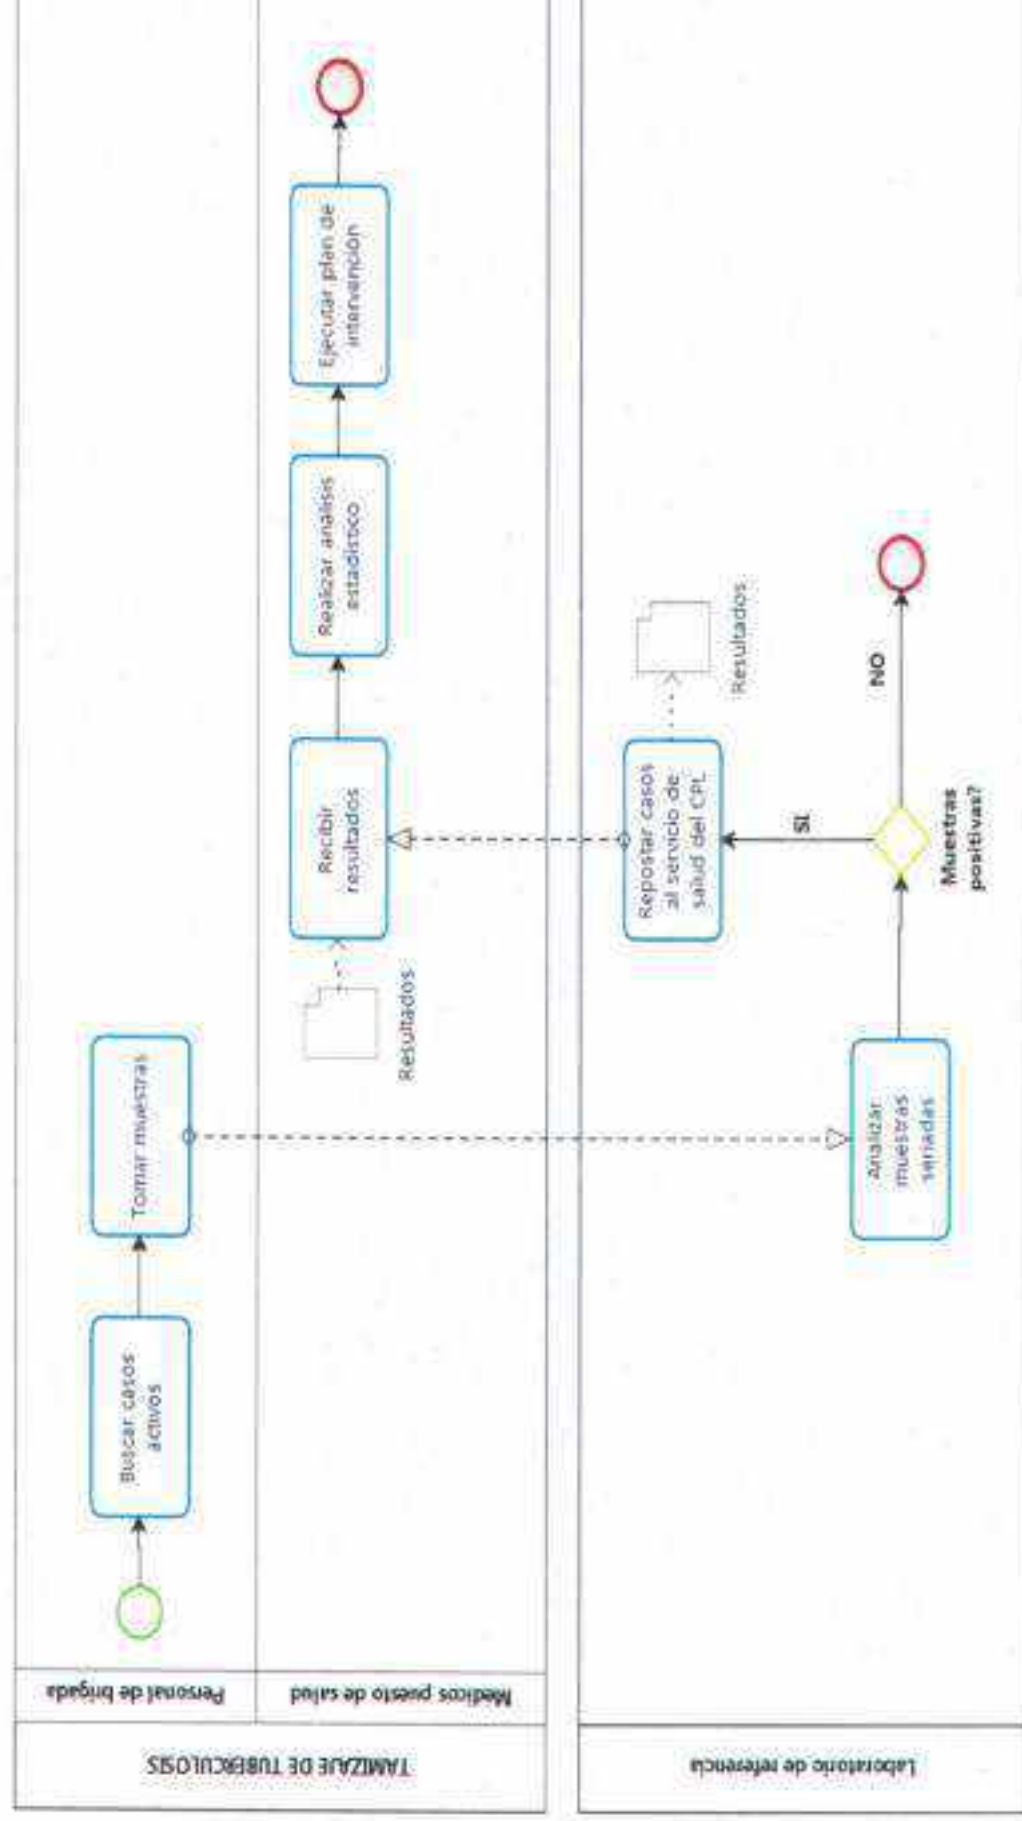 TAMIZAJE DE TUBERCULOSIS
Personal de brigada
Buscar casos
activos
Tomar muestras
Medicos puesto de salud
Resultados
Recibir
resultados
Realizar analisis
estadistico
Ejecutar plan de
intervención
Laboratorio de referencia
Analizar
muestras
seriadas
Muestras
positivas?
SI
NO
Repostar casos
al servicio de
salud del CPL
Resultados